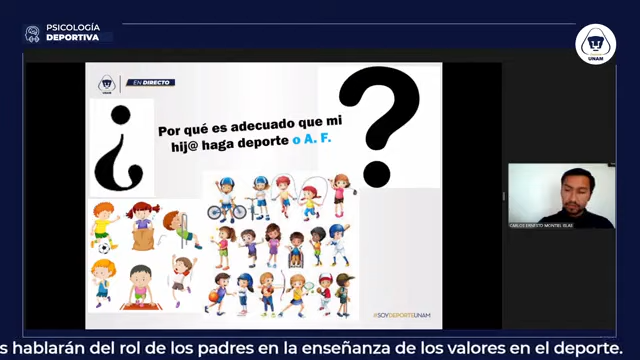 PSICOLOGÍA
DEPORTIVA
UNAM
UNAM
EN DIRECTO
¿
Por qué es adecuado que mi
hij@ haga deporte o A. F.
?
CARLOS ERNESTO MONTIEL SILAS
#SOYDEPORTEUNAM
s hablarán del rol de los padres en la enseñanza de los valores en el deporte.